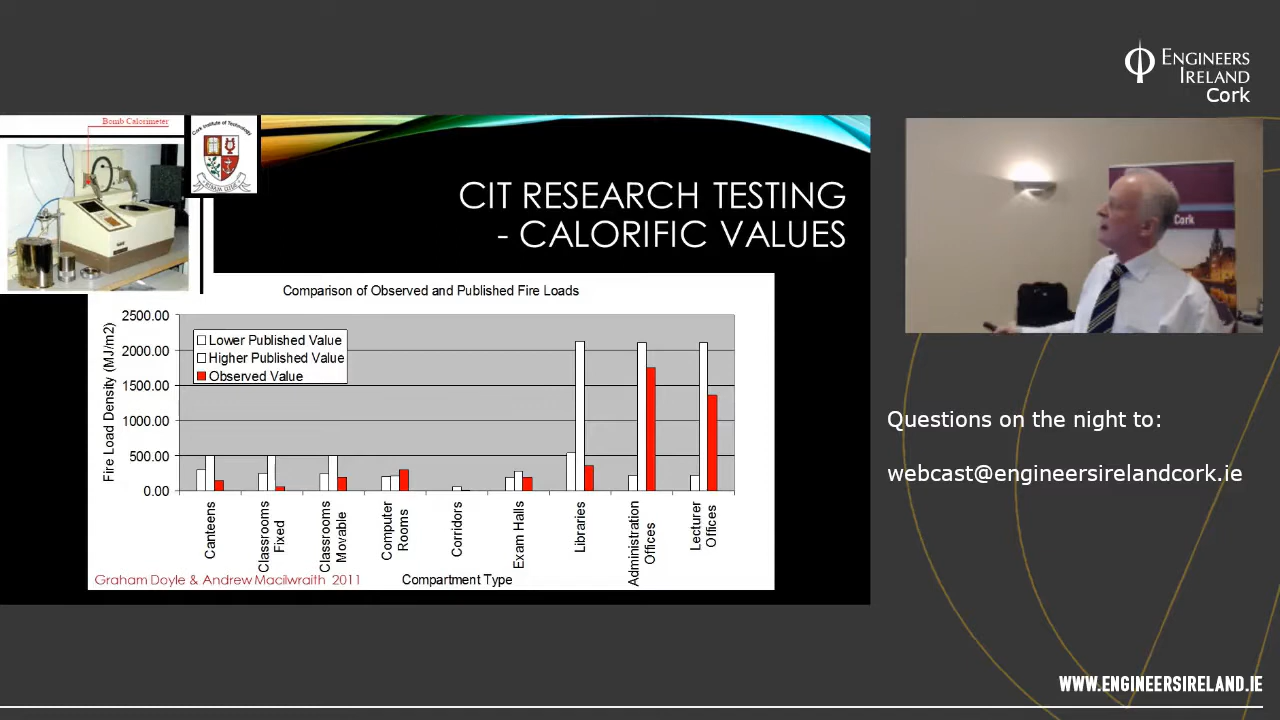 ENGINEERS
IRELAND
Cork
Bomb Calorimeter
Cork Institute of Technology
CIT RESEARCH TESTING
- CALORIFIC VALUES
Cork
Comparison of Observed and Published Fire Loads
Fire Load Density (MJ/m2)
2500.00
2000.00
1500.00
1000.00
500.00
0.00
Lower Published Value
Higher Published Value
Observed Value
Canteens
Classrooms
Fixed
Classrooms
Movable
Computer
Rooms
Corridors
Exam Halls
Libraries
Administration
Offices
Lecturer
Offices
Graham Doyle & Andrew Macilwraith 2011
Compartment Type
Questions on the night to:
webcast@engineersirelandcork.ie
WWW.ENGINEERSIRELAND.IE